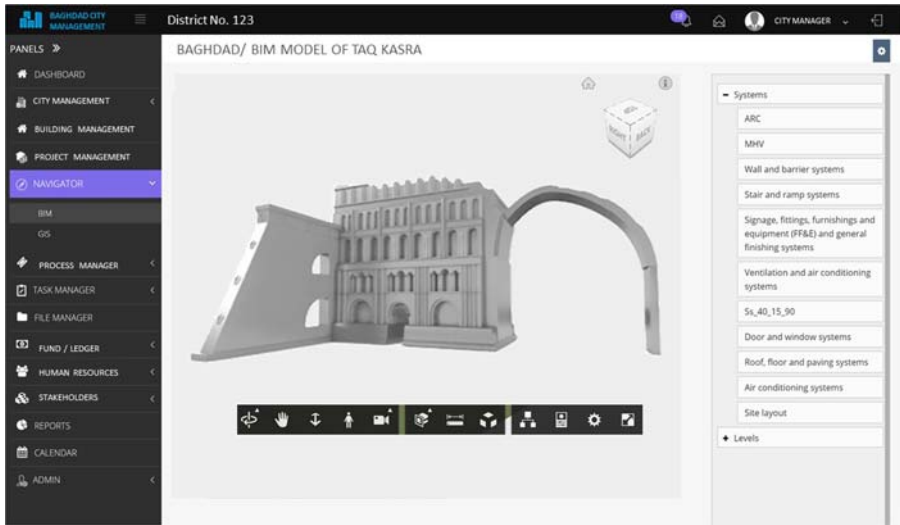 BAGHDAD CITY
MANAGEMENT
District No. 123
CITY MANAGER
PANELS »
BAGHDAD/ BIM MODEL OF TAQ KASRA
DASHBOARD
CITY MANAGEMENT
BUILDING MANAGEMENT
PROJECT MANAGEMENT
NAVIGATOR
BIM
GIS
PROCESS MANAGER
TASK MANAGER
FILE MANAGER
FUND / LEDGER
HUMAN RESOURCES
STAKEHOLDERS
REPORTS
CALENDAR
ADMIN
RIGHT
BACK
Systems
ARC
MHV
Wall and barrier systems
Stair and ramp systems
Signage, fittings, furnishings and
equipment (FF&E) and general
finishing systems
Ventilation and air conditioning
systems
Ss_40_15_90
Door and window systems
Roof, floor and paving systems
Air conditioning systems
Site layout
Levels